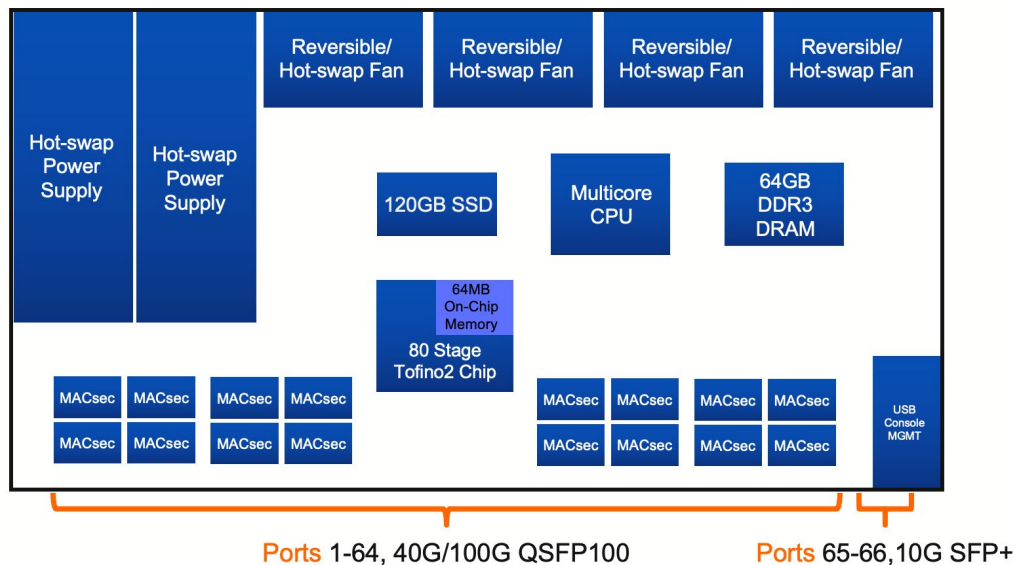 Reversible/
Hot-swap Fan
Reversible/
Hot-swap Fan
Reversible/
Hot-swap Fan
Reversible/
Hot-swap Fan
Hot-swap
Power
Supply
Hot-swap
Power
Supply
120GB SSD
Multicore
CPU
64GB
DDR3
DRAM
64MB
On-Chip
Memory
80 Stage
Tofino2 Chip
MACsec MACsec MACsec MACsec
MACsec MACsec MACsec MACsec
MACsec MACsec MACsec MACsec
MACsec MACsec MACsec MACsec
USB
Console
MGMT
Ports 1-64, 40G/100G QSFP100
Ports 65-66,10G SFP+